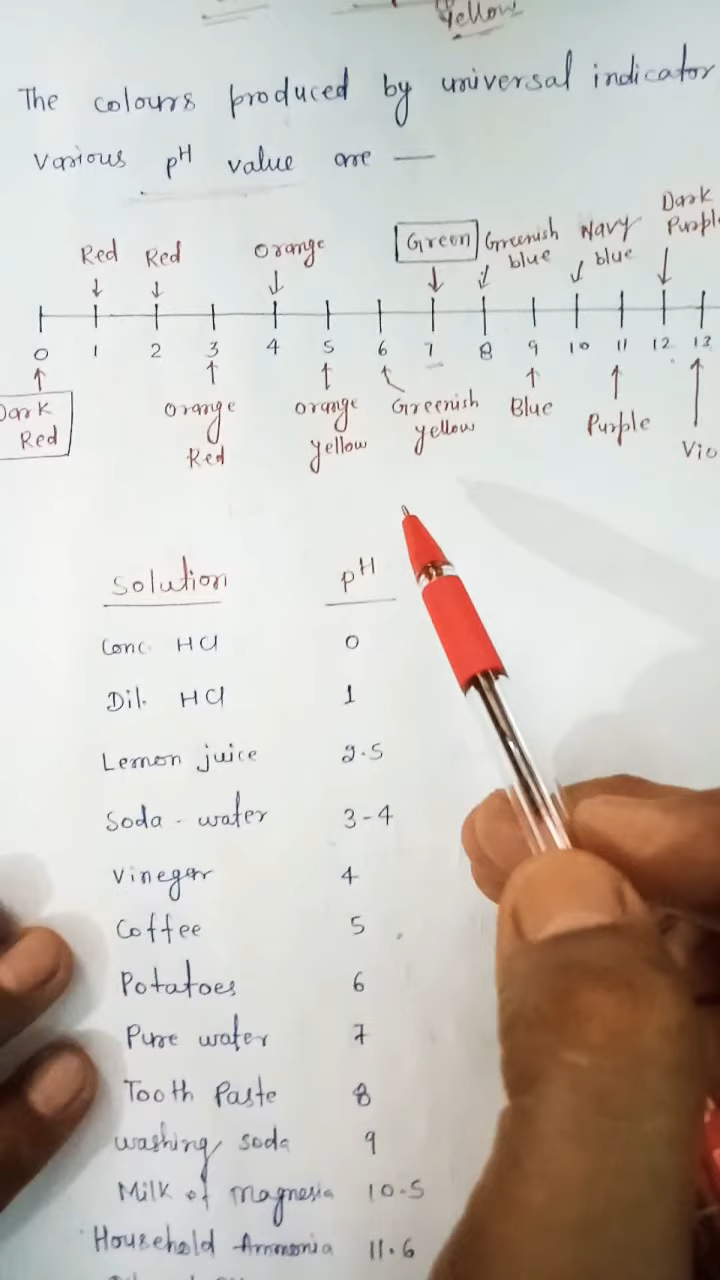 Yellow
The colours produced by universal indicator
Various pH value are —
Dark
Red Red Orange Green Greenish Navy Purple
blue blue
0 1 2 3 4 5 6 7 8 9 10 11 12 13
Dark Orange Orange Greenish Blue Purple
Red Red yellow yellow Vio
Solution pH
Conc. HCl 0
Dil. HCl 1
Lemon juice 2.5
Soda - water 3-4
Vineger 4
Coffee 5
Potatoes 6
Pure water 7
Tooth Paste 8
washing soda 9
Milk of magnesia 10.5
Household Ammonia 11.6